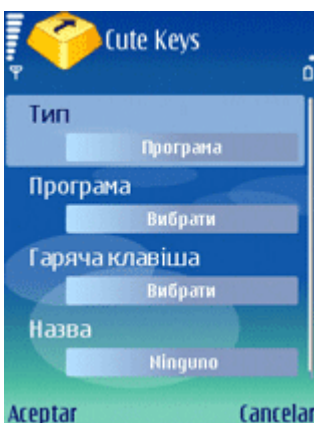 Cute Keys
Тип
Програма
Програма
Вибрати
Гаряча клавіша
Вибрати
Назва
Ninguno
Aceptar Cancelar